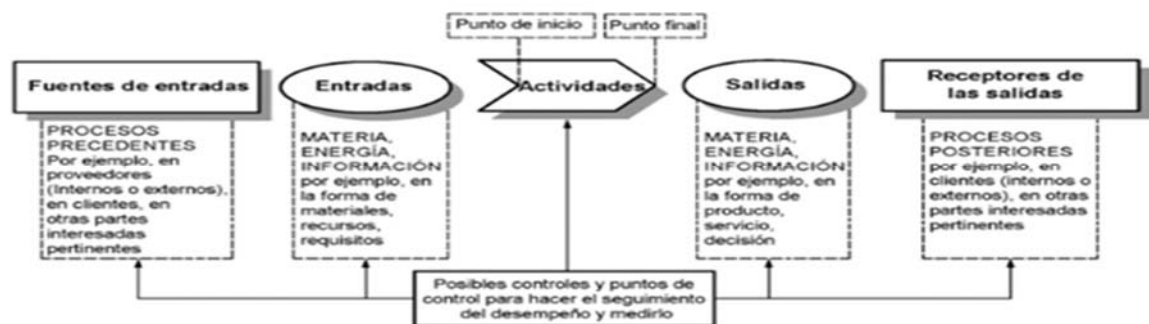 Punto de inicio
Punto final
Fuentes de entradas
Entradas
Actividades
Salidas
Receptores de
las salidas
PROCESOS
PRECEDENTES
Por ejemplo, en
proveedores
(Internos o externos),
en clientes, en
otras partes
interesadas
pertinentes
MATERIA,
ENERGÍA,
INFORMACIÓN
por ejemplo, en
la forma de
materiales,
recursos,
requisitos
MATERIA,
ENERGÍA,
INFORMACIÓN
por ejemplo, en
la forma de
producto,
servicio,
decisión
PROCESOS
POSTERIORES
por ejemplo, en
clientes (internos o
externos), en otras
partes interesadas
pertinentes
Posibles controles y puntos de
control para hacer el seguimiento
del desempeño y medirlo